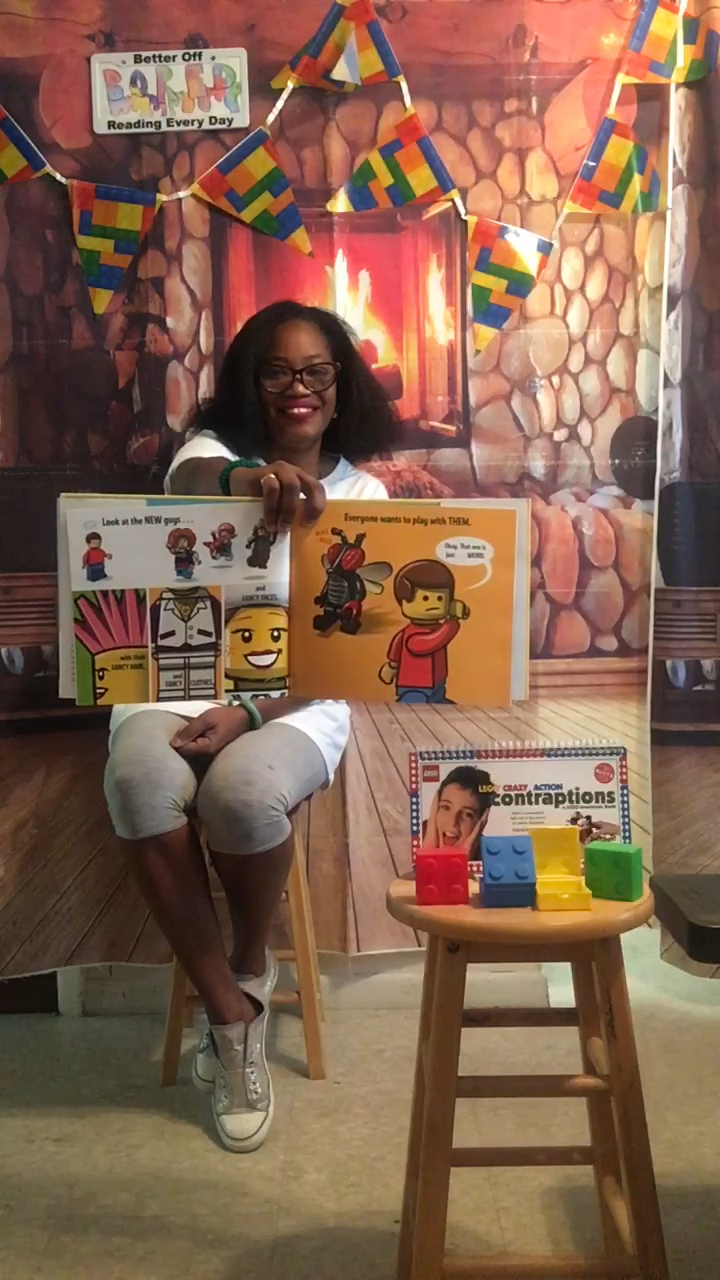 Better Off
B.O.R.E.D.
Reading Every Day
Look at the NEW guys . . .
Everyone wants to play with THEM.
Okay. That one is
just . . . WEIRD.
with their
FANCY HAIR,
and
FANCY CLOTHES,
and
FANCY FACES.
LEGO
LEGO CRAZY ACTION
contraptions